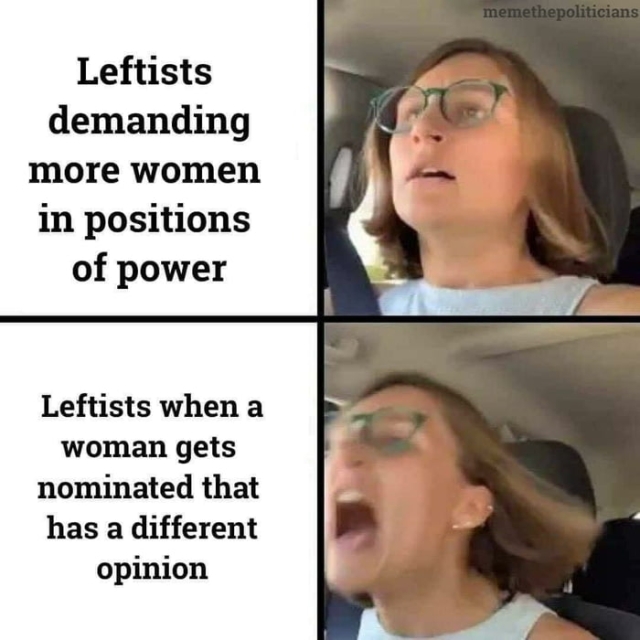 memethepoliticians
Leftists
demanding
more women
in positions
of power
Leftists when a
woman gets
nominated that
has a different
opinion